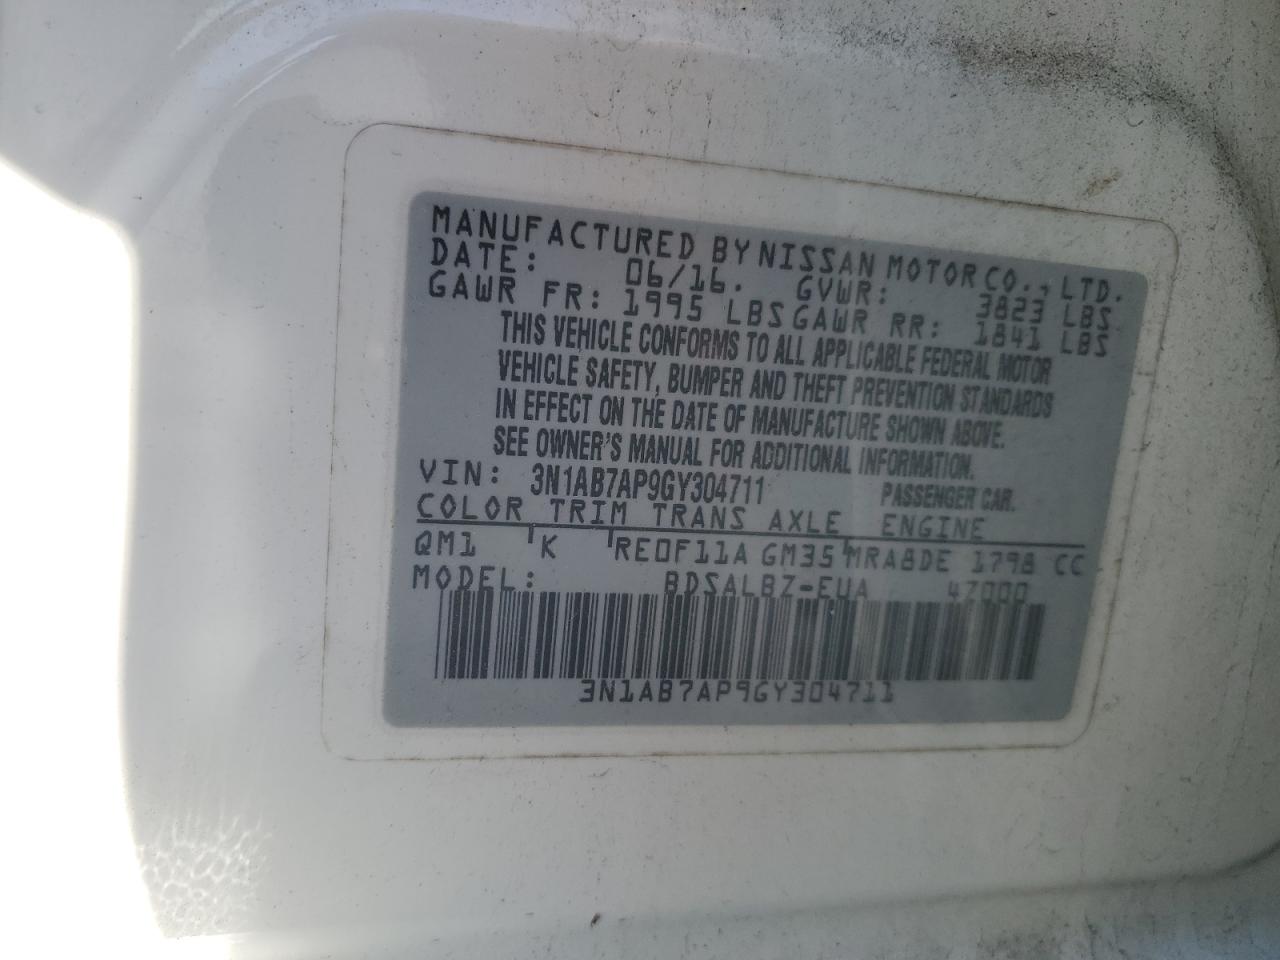 MANUFACTURED BY NISSAN MOTOR CO., LTD.
DATE: 06/16. GVWR: 3823 LBS
GAWR FR: 1995 LBS GAWR RR: 1841 LBS
THIS VEHICLE CONFORMS TO ALL APPLICABLE FEDERAL MOTOR
VEHICLE SAFETY, BUMPER AND THEFT PREVENTION STANDARDS
IN EFFECT ON THE DATE OF MANUFACTURE SHOWN ABOVE.
SEE OWNER'S MANUAL FOR ADDITIONAL INFORMATION.
VIN: 3N1AB7AP9GY304711 PASSENGER CAR.
COLOR TRIM TRANS AXLE ENGINE
QM1 K RE0F11A GM35 MRA8DE 1798 CC
MODEL: BDSALBZ-EUA 47000
3N1AB7AP9GY304711